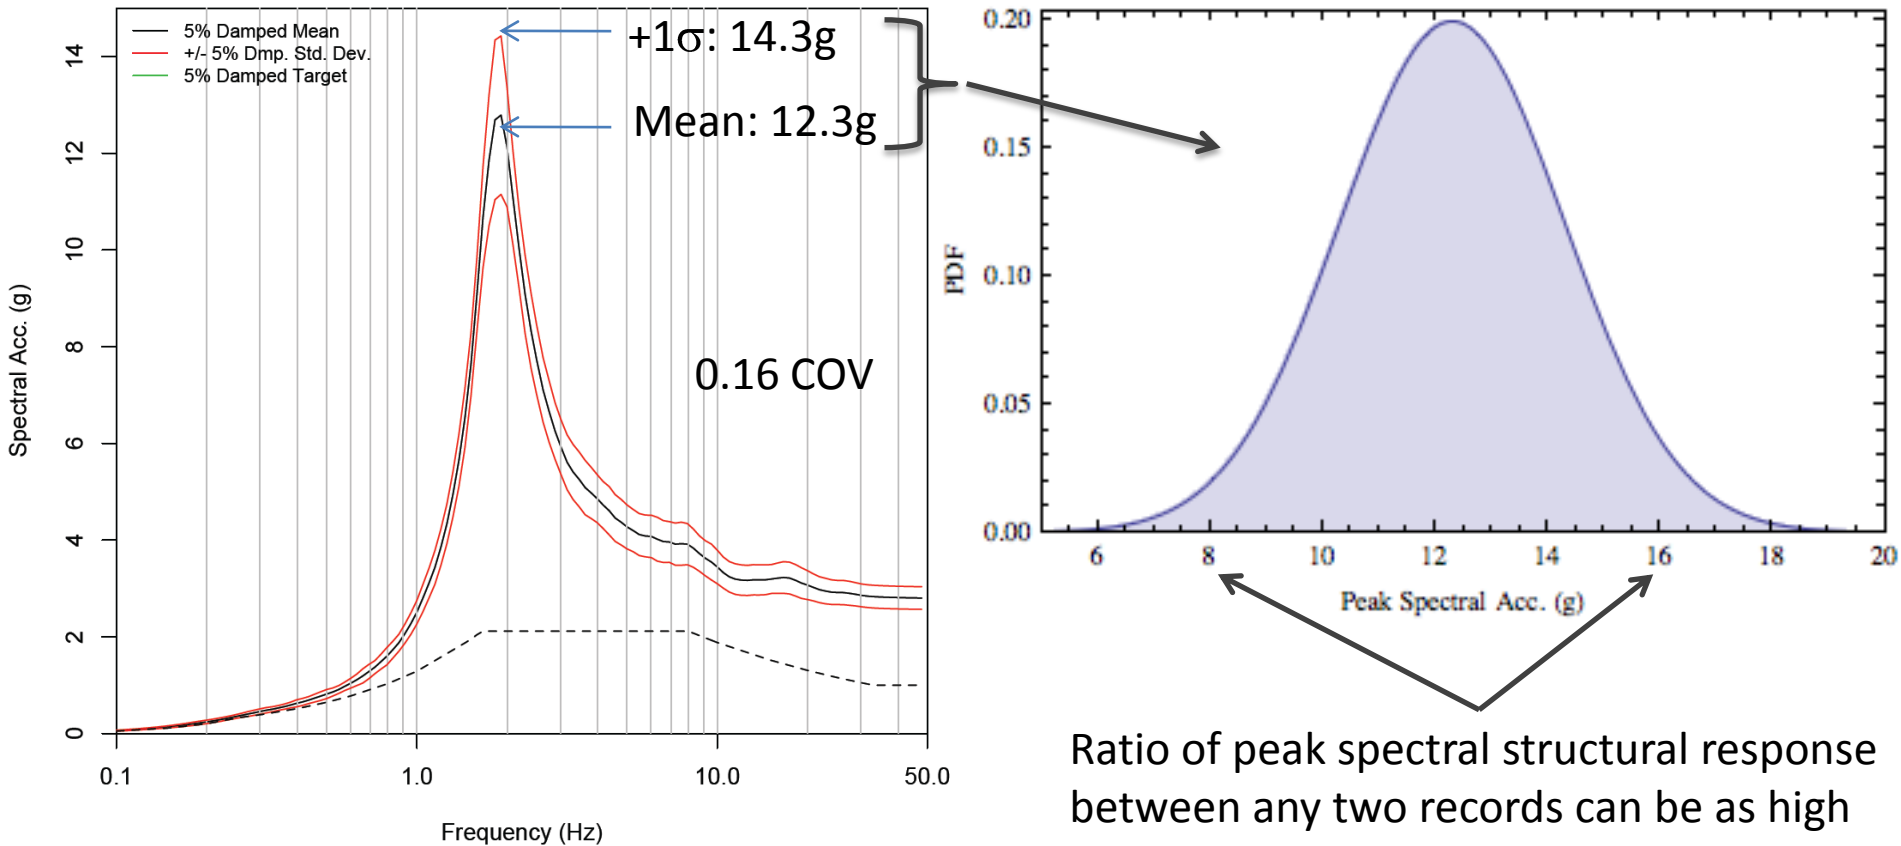 5% Damped Mean
+/- 5% Dmp. Std. Dev.
5% Damped Target
+1σ: 14.3g
Mean: 12.3g
0.16 COV
Spectral Acc. (g)
14
12
10
8
6
4
2
0
0.1 1.0 10.0 50.0
Frequency (Hz)
PDF
0.20
0.15
0.10
0.05
0.00
6 8 10 12 14 16 18 20
Peak Spectral Acc. (g)
Ratio of peak spectral structural response
between any two records can be as high